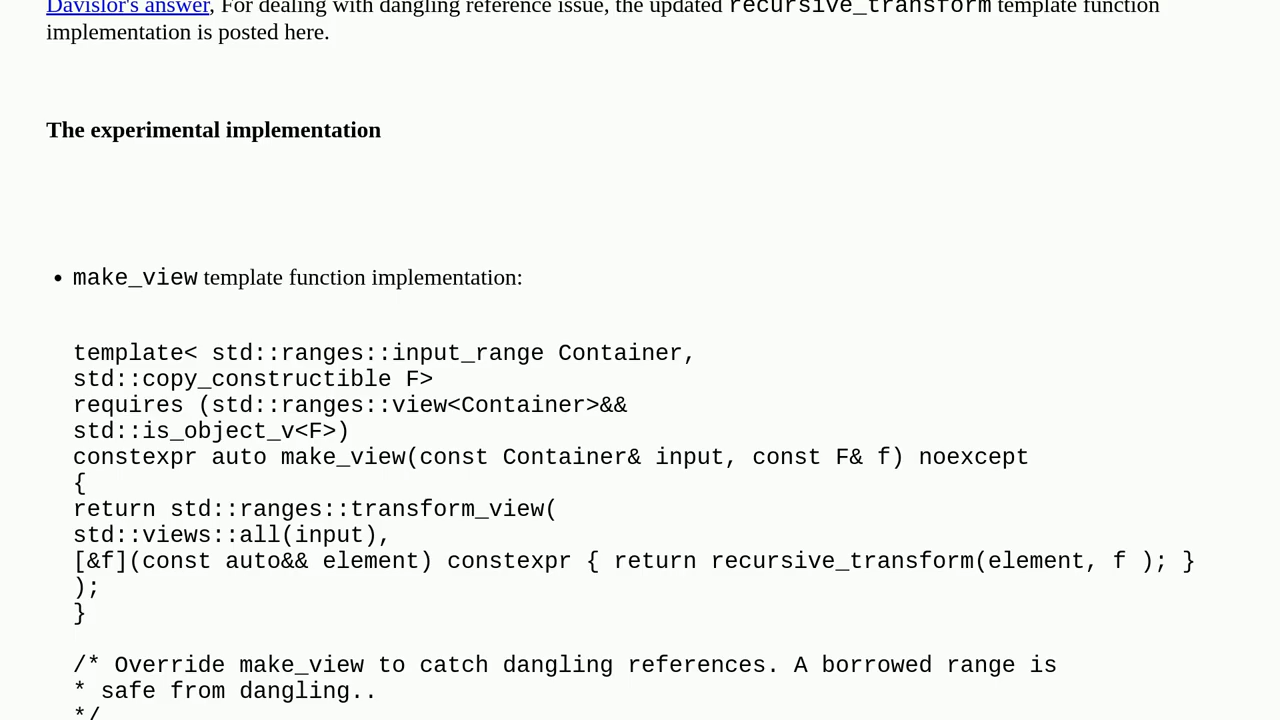 Davislor's answer, For dealing with dangling reference issue, the updated recursive_transform template function
implementation is posted here.
The experimental implementation
• make_view template function implementation:
template< std::ranges::input_range Container,
std::copy_constructible F>
requires (std::ranges::view<Container>&&
std::is_object_v<F>)
constexpr auto make_view(const Container& input, const F& f) noexcept
{
return std::ranges::transform_view(
std::views::all(input),
[&f](const auto&& element) constexpr { return recursive_transform(element, f ); }
);
}
/* Override make_view to catch dangling references. A borrowed range is
* safe from dangling..
*/